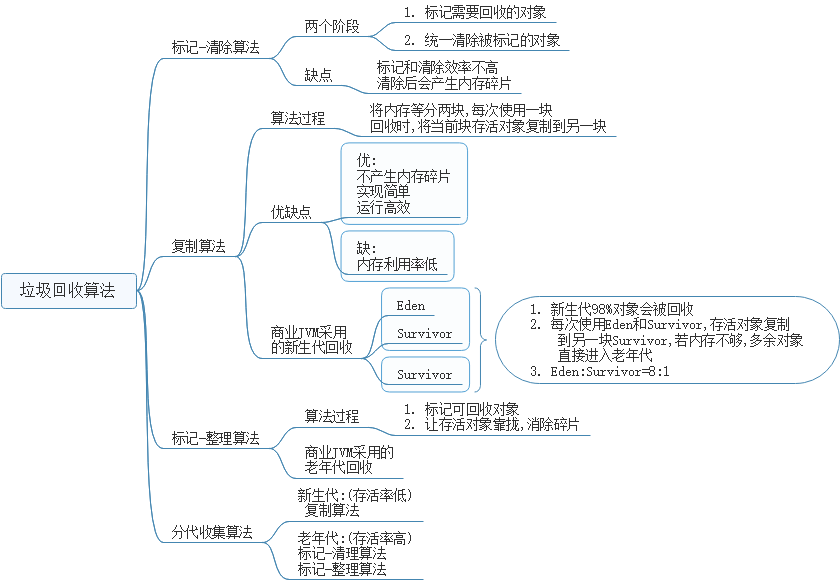 垃圾回收算法
标记-清除算法
两个阶段
1. 标记需要回收的对象
2. 统一清除被标记的对象
缺点
标记和清除效率不高
清除后会产生内存碎片
复制算法
算法过程
将内存等分两块,每次使用一块
回收时,将当前块存活对象复制到另一块
优缺点
优:
不产生内存碎片
实现简单
运行高效
缺:
内存利用率低
商业JVM采用
的新生代回收
Eden
Survivor
Survivor
1. 新生代98%对象会被回收
2. 每次使用Eden和Survivor,存活对象复制
到另一块Survivor,若内存不够,多余对象
直接进入老年代
3. Eden:Survivor=8:1
标记-整理算法
算法过程
1. 标记可回收对象
2. 让存活对象靠拢,消除碎片
商业JVM采用的
老年代回收
分代收集算法
新生代:(存活率低)
复制算法
老年代:(存活率高)
标记-清理算法
标记-整理算法